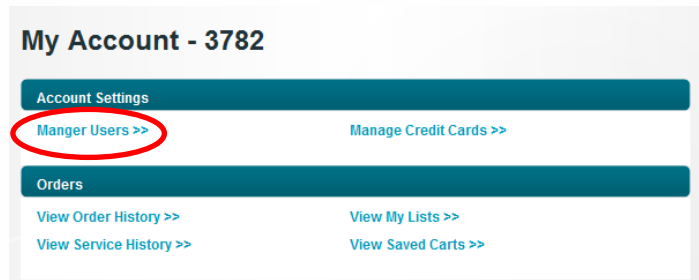 My Account - 3782
Account Settings
Manger Users >>
Manage Credit Cards >>
Orders
View Order History >>
View My Lists >>
View Service History >>
View Saved Carts >>